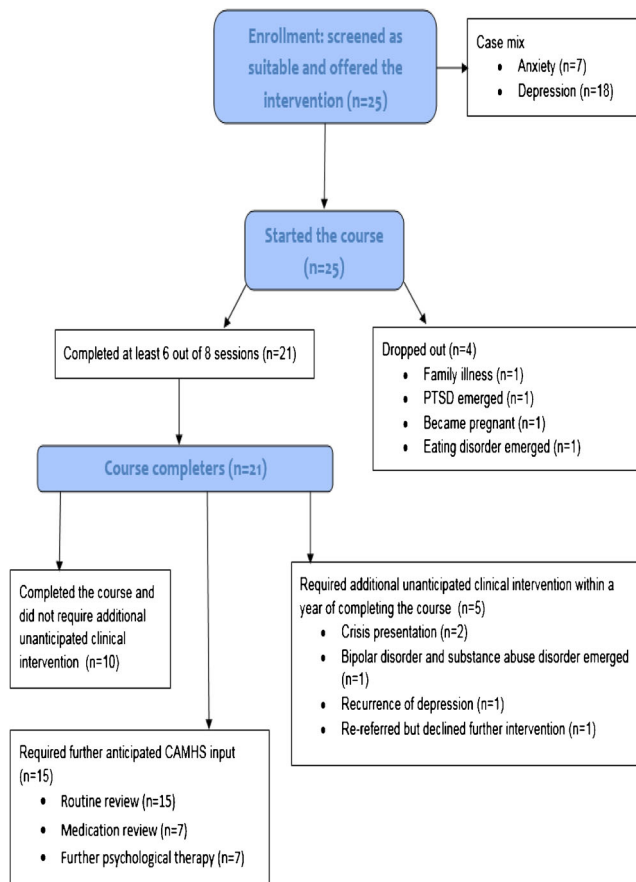 Enrollment: screened as
suitable and offered the
intervention (n=25)
Case mix
• Anxiety (n=7)
• Depression (n=18)
Started the course
(n=25)
Completed at least 6 out of 8 sessions (n=21)
Dropped out (n=4)
• Family illness (n=1)
• PTSD emerged (n=1)
• Became pregnant (n=1)
• Eating disorder emerged (n=1)
Course completers (n=21)
Completed the course and
did not require additional
unanticipated clinical
intervention (n=10)
Required additional unanticipated clinical intervention within a
year of completing the course (n=5)
• Crisis presentation (n=2)
• Bipolar disorder and substance abuse disorder emerged
(n=1)
• Recurrence of depression (n=1)
• Re-referred but declined further intervention (n=1)
Required further anticipated CAMHS input
(n=15)
• Routine review (n=15)
• Medication review (n=7)
• Further psychological therapy (n=7)